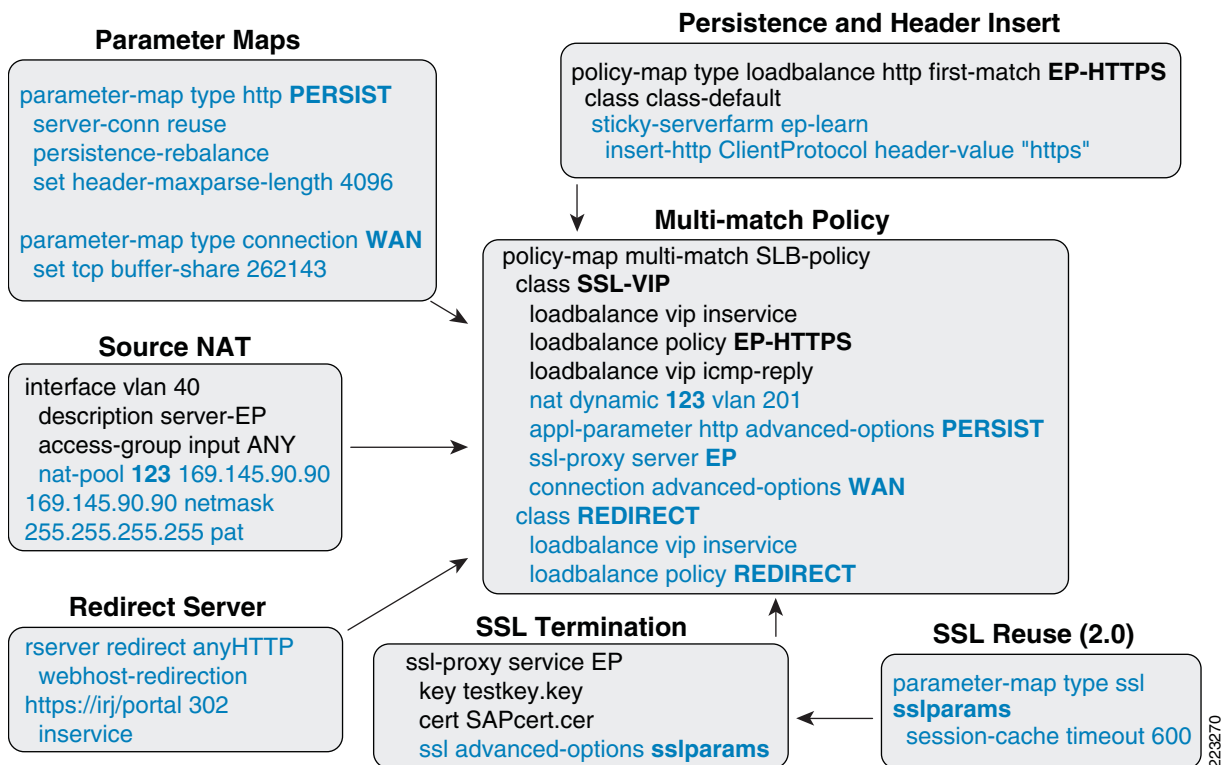 Parameter Maps
parameter-map type http PERSIST
server-conn reuse
persistence-rebalance
set header-maxparse-length 4096
parameter-map type connection WAN
set tcp buffer-share 262143
Persistence and Header Insert
policy-map type loadbalance http first-match EP-HTTPS
class class-default
sticky-serverfarm ep-learn
insert-http ClientProtocol header-value "https"
Multi-match Policy
policy-map multi-match SLB-policy
class SSL-VIP
loadbalance vip inservice
loadbalance policy EP-HTTPS
loadbalance vip icmp-reply
nat dynamic 123 vlan 201
appl-parameter http advanced-options PERSIST
ssl-proxy server EP
connection advanced-options WAN
class REDIRECT
loadbalance vip inservice
loadbalance policy REDIRECT
Source NAT
interface vlan 40
description server-EP
access-group input ANY
nat-pool 123 169.145.90.90
169.145.90.90 netmask
255.255.255.255 pat
Redirect Server
rserver redirect anyHTTP
webhost-redirection
https://irj/portal 302
inservice
SSL Termination
ssl-proxy service EP
key testkey.key
cert SAPcert.cer
ssl advanced-options sslparams
SSL Reuse (2.0)
parameter-map type ssl
sslparams
session-cache timeout 600
223270